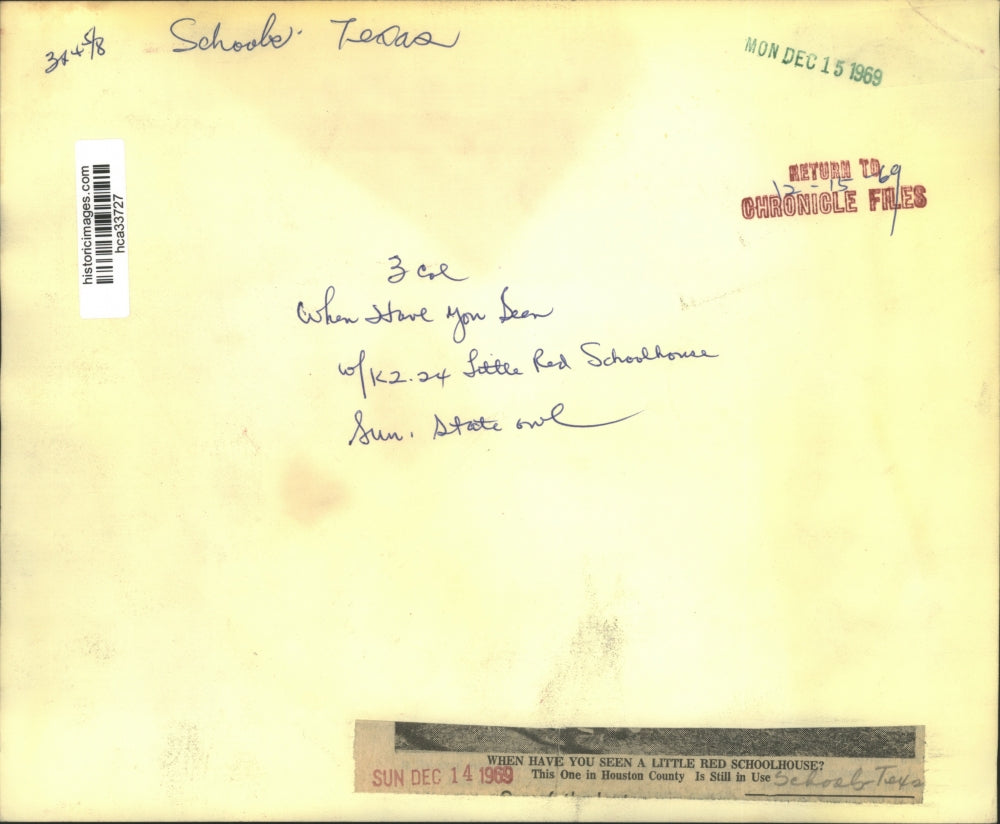 3x4 5/8
Schools. Texas
MON DEC 15 1969
RETURN TO
12-15-69
CHRONICLE FILES
historicimages.com
hca33727
3 Col
When Have You Seen
w/K2.24 Little Red Schoolhouse
Sun. State owl
WHEN HAVE YOU SEEN A LITTLE RED SCHOOLHOUSE?
SUN DEC 14 1969
This One in Houston County Is Still in Use
Schools Texas